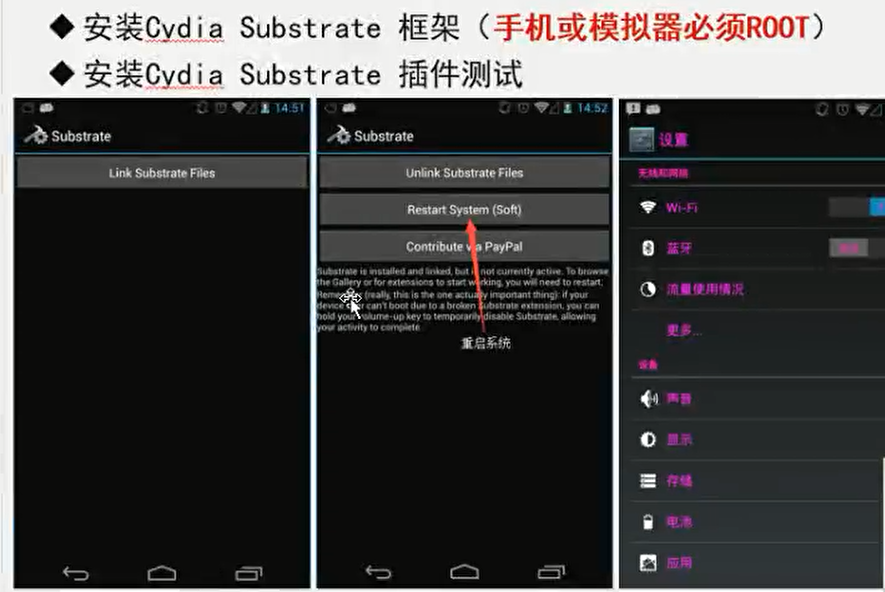 ◆ 安装Cydia Substrate 框架（手机或模拟器必须ROOT）
◆ 安装Cydia Substrate 插件测试
14:51
Substrate
Link Substrate Files
14:52
Substrate
Unlink Substrate Files
Restart System (Soft)
Contribute via PayPal
Substrate is installed and linked, but is not currently active. To browse
the Gallery or for extensions to start working, you will need to restart.
Remember (really, this is the one actually important thing): if your
device ever can't boot due to a broken Substrate extension, you can
hold your volume-up key to temporarily disable Substrate, allowing
your activity to complete.
重启系统
设置
无线和网络
Wi-Fi
蓝牙
流量使用情况
更多...
设备
声音
显示
存储
电池
应用